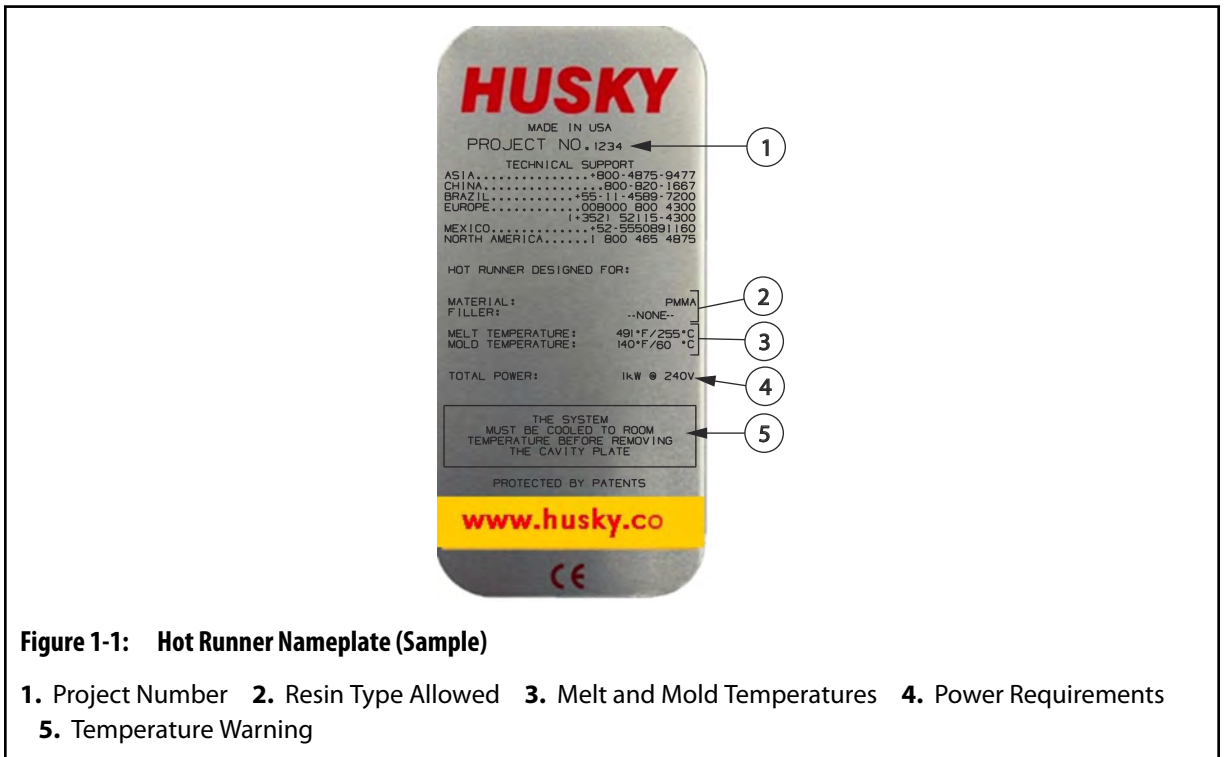 HUSKY
MADE IN USA
PROJECT NO.1234
TECHNICAL SUPPORT
ASIA...............+800-4875-9477
CHINA................800-820-1667
BRAZIL...........+55-11-4589-7200
EUROPE............008000 800 4300
(+352) 52115-4300
MEXICO.............+52-5550891160
NORTH AMERICA......1 800 465 4875
HOT RUNNER DESIGNED FOR:
MATERIAL: PMMA
FILLER: --NONE--
MELT TEMPERATURE: 491°F/255°C
MOLD TEMPERATURE: 140°F/60 °C
TOTAL POWER: 1kW @ 240V
THE SYSTEM
MUST BE COOLED TO ROOM
TEMPERATURE BEFORE REMOVING
THE CAVITY PLATE
PROTECTED BY PATENTS
www.husky.co
CE
1
2
3
4
5
Figure 1-1: Hot Runner Nameplate (Sample)
1. Project Number 2. Resin Type Allowed 3. Melt and Mold Temperatures 4. Power Requirements
5. Temperature Warning